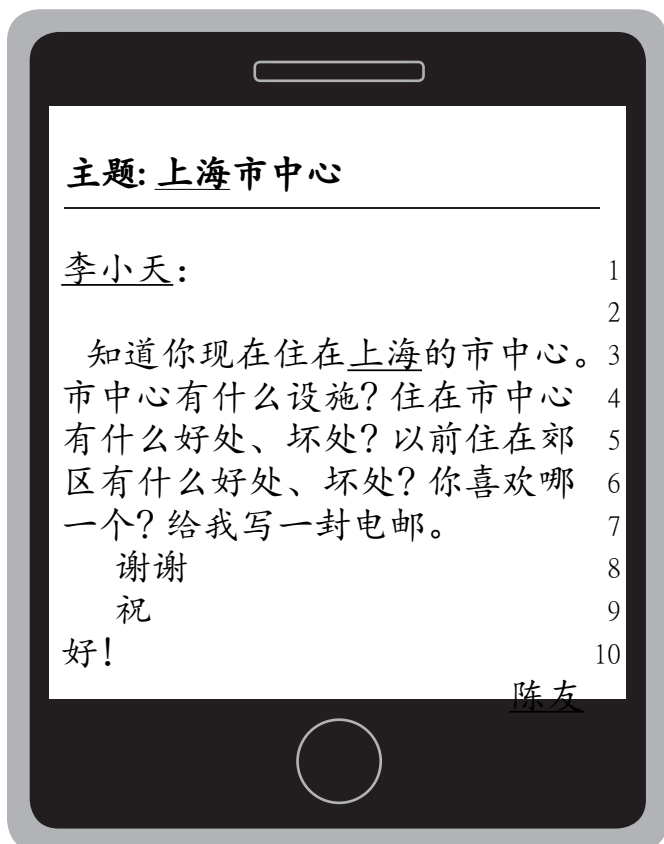 主题: 上海市中心
李小天: 1
2
知道你现在住在上海的市中心。 3
市中心有什么设施? 住在市中心 4
有什么好处、坏处? 以前住在郊 5
区有什么好处、坏处? 你喜欢哪 6
一个? 给我写一封电邮。 7
谢谢 8
祝 9
好! 10
陈友